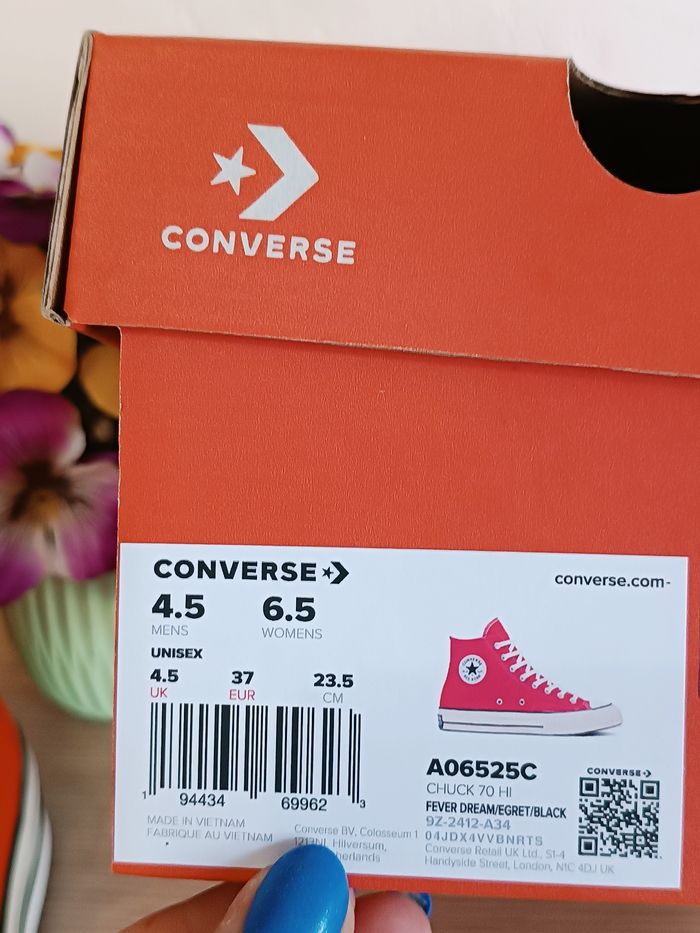 CONVERSE
CONVERSE
converse.com-
4.5 6.5
MENS WOMENS
UNISEX
4.5 37 23.5
UK EUR CM
1 94434 69962 3
MADE IN VIETNAM
FABRIQUE AU VIETNAM
Converse BV, Colosseum 1
1213NL Hilversum,
A06525C
CHUCK 70 HI
FEVER DREAM/EGRET/BLACK
9Z-2412-A34
04JDX4VVBNRTS
Converse Retail UK Ltd., S1-4
Handyside Street, London, N1C 4DJ UK
CONVERSE